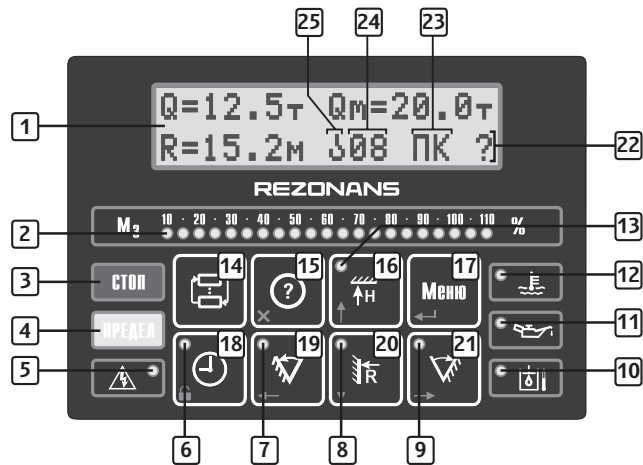 25 24 23
1 Q=12.5т Qm=20.0т
R=15.2м 08 ПК ? 22
REZONANS
Мз 10 · 20 · 30 · 40 · 50 · 60 · 70 · 80 · 90 · 100 · 110 % 13
2
3 СТОП 14 ? 15 H 16 Меню 17 12
4 ПРЕДЕЛ 18 19 R 20 21 11
5 10
6 7 8 9